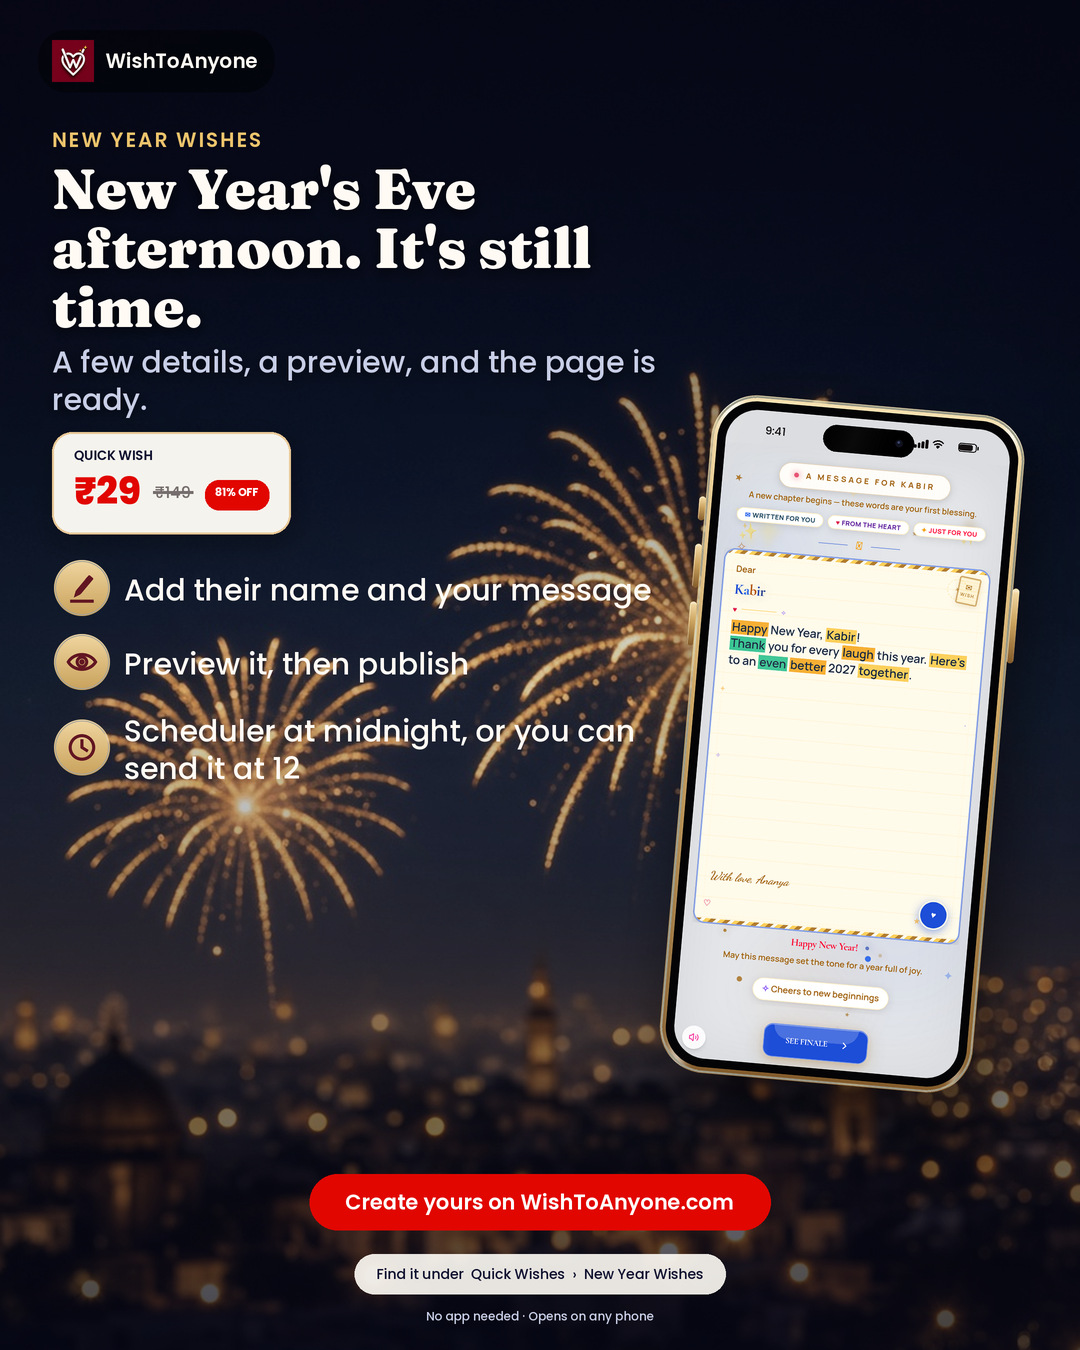 WishToAnyone
NEW YEAR WISHES
New Year's Eve
afternoon. It's still
time.
A few details, a preview, and the page is
ready.
QUICK WISH
₹29 ₹149 81% OFF
Add their name and your message
Preview it, then publish
Scheduler at midnight, or you can
send it at 12
9:41
A MESSAGE FOR KABIR
A new chapter begins — these words are your first blessing.
WRITTEN FOR YOU FROM THE HEART JUST FOR YOU
WISH
Dear
Kabir
Happy New Year, Kabir!
Thank you for every laugh this year. Here's
to an even better 2027 together.
With love, Ananya
Happy New Year!
May this message set the tone for a year full of joy.
Cheers to new beginnings
SEE FINALE
Create yours on WishToAnyone.com
Find it under Quick Wishes › New Year Wishes
No app needed · Opens on any phone